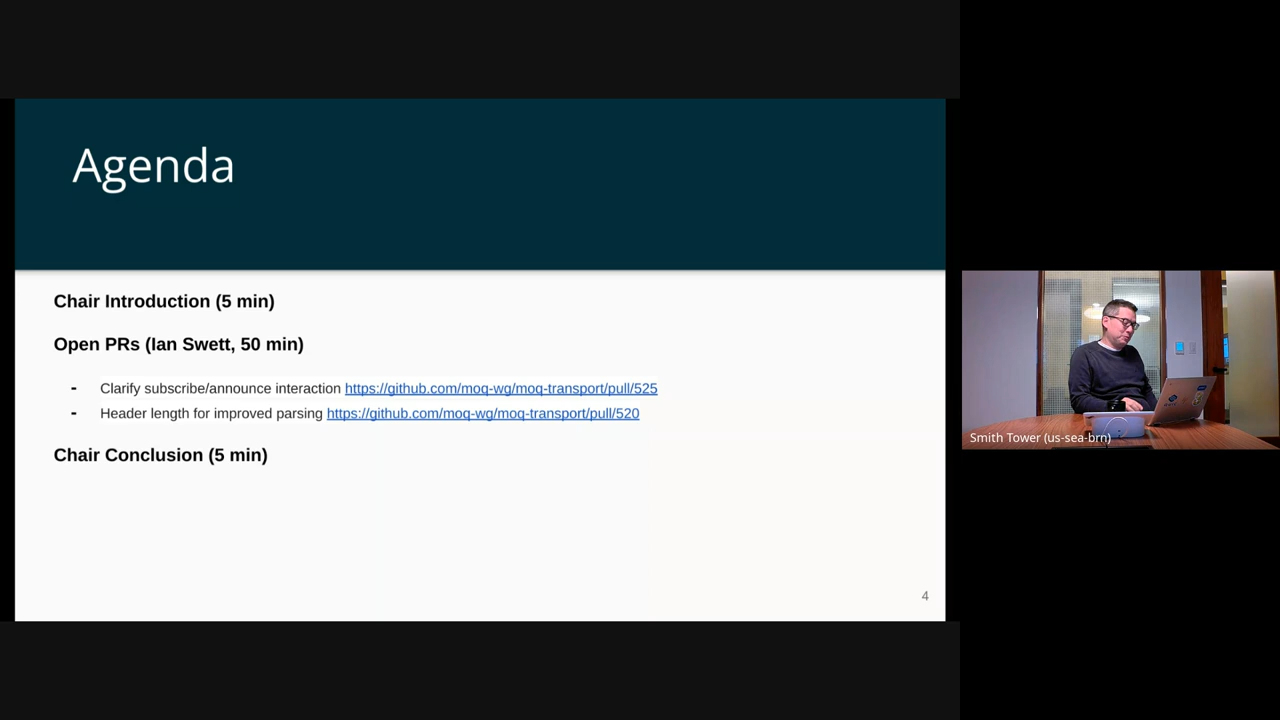 Agenda
Chair Introduction (5 min)
Open PRs (Ian Swett, 50 min)
- Clarify subscribe/announce interaction https://github.com/moq-wg/moq-transport/pull/525
- Header length for improved parsing https://github.com/moq-wg/moq-transport/pull/520
Chair Conclusion (5 min)
4
Smith Tower (us-sea-brn)